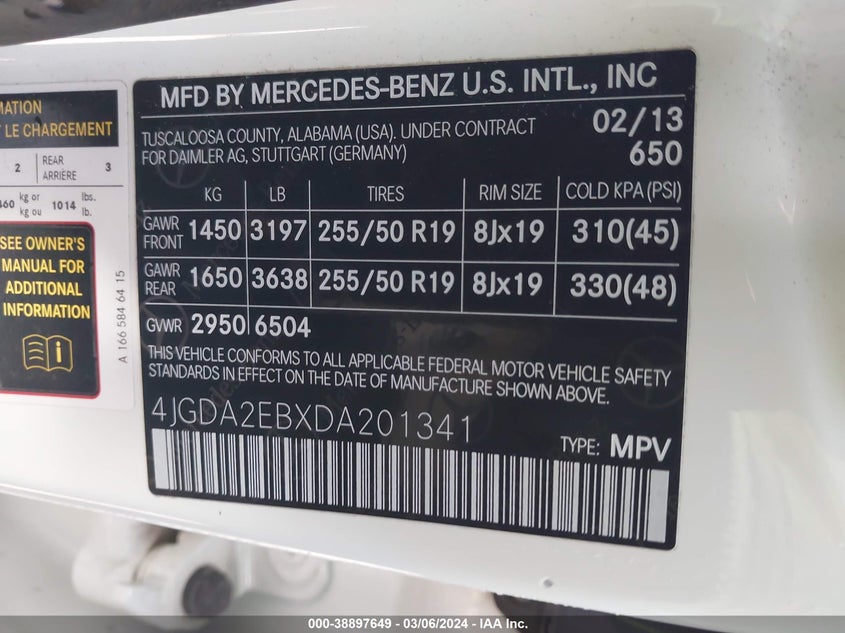 MATION
T LE CHARGEMENT
2 REAR ARRIÈRE 3
460 kg or kg ou 1014 lbs. lb.
SEE OWNER'S
MANUAL FOR
ADDITIONAL
INFORMATION
A 166 584 64 15
MFD BY MERCEDES-BENZ U.S. INTL., INC
TUSCALOOSA COUNTY, ALABAMA (USA). UNDER CONTRACT
FOR DAIMLER AG, STUTTGART (GERMANY)
02/13
650
KG LB TIRES RIM SIZE COLD KPA (PSI)
GAWR FRONT 1450 3197 255/50 R19 8Jx19 310(45)
GAWR REAR 1650 3638 255/50 R19 8Jx19 330(48)
GVWR 2950 6504
THIS VEHICLE CONFORMS TO ALL APPLICABLE FEDERAL MOTOR VEHICLE SAFETY
STANDARDS IN EFFECT ON THE DATE OF MANUFACTURE SHOWN ABOVE.
4JGDA2EBXDA201341
TYPE: MPV
000-38897649 - 03/06/2024 - IAA Inc.